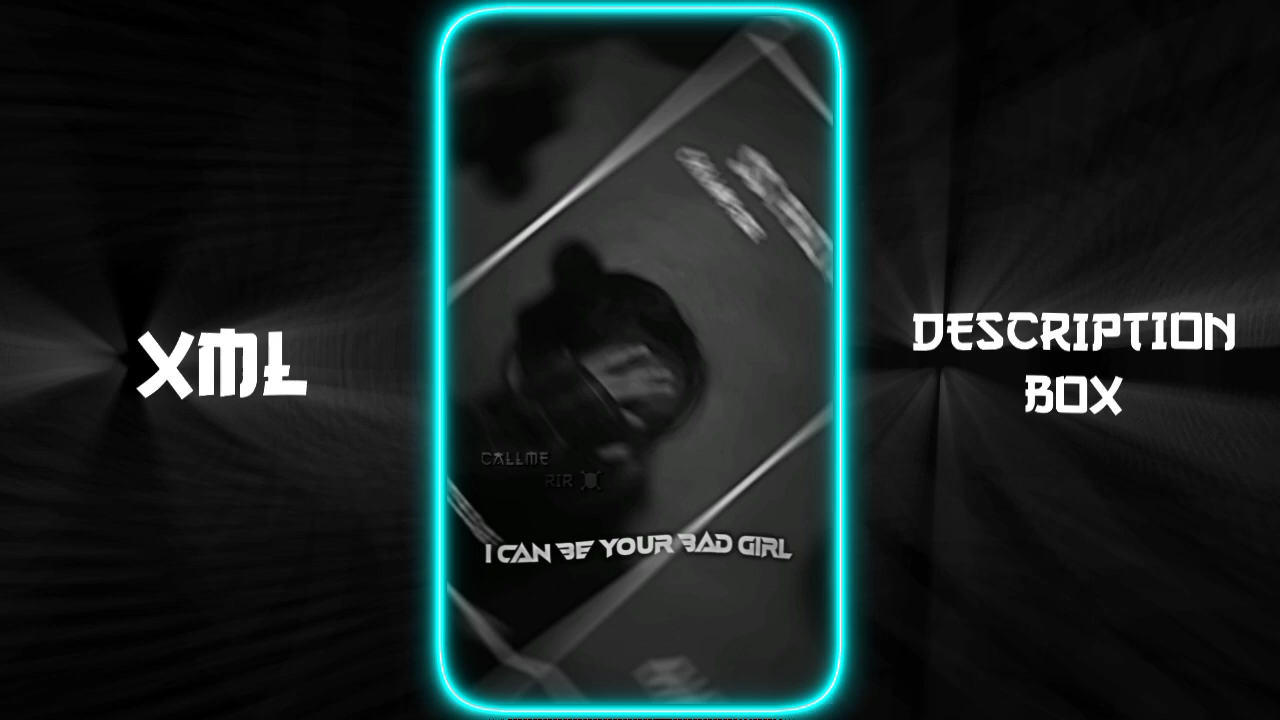 XML
DESCRIPTION
BOX
CALLME
RIR
I CAN BE YOUR BAD GIRL